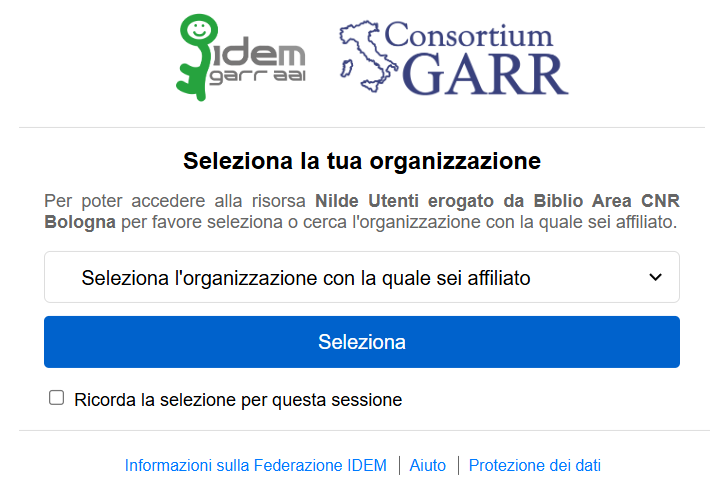 idem
garr aai
Consortium
GARR
Seleziona la tua organizzazione
Per poter accedere alla risorsa Nilde Utenti erogato da Biblio Area CNR
Bologna per favore seleziona o cerca l'organizzazione con la quale sei affiliato.
Seleziona l'organizzazione con la quale sei affiliato
Seleziona
Ricorda la selezione per questa sessione
Informazioni sulla Federazione IDEM | Aiuto | Protezione dei dati